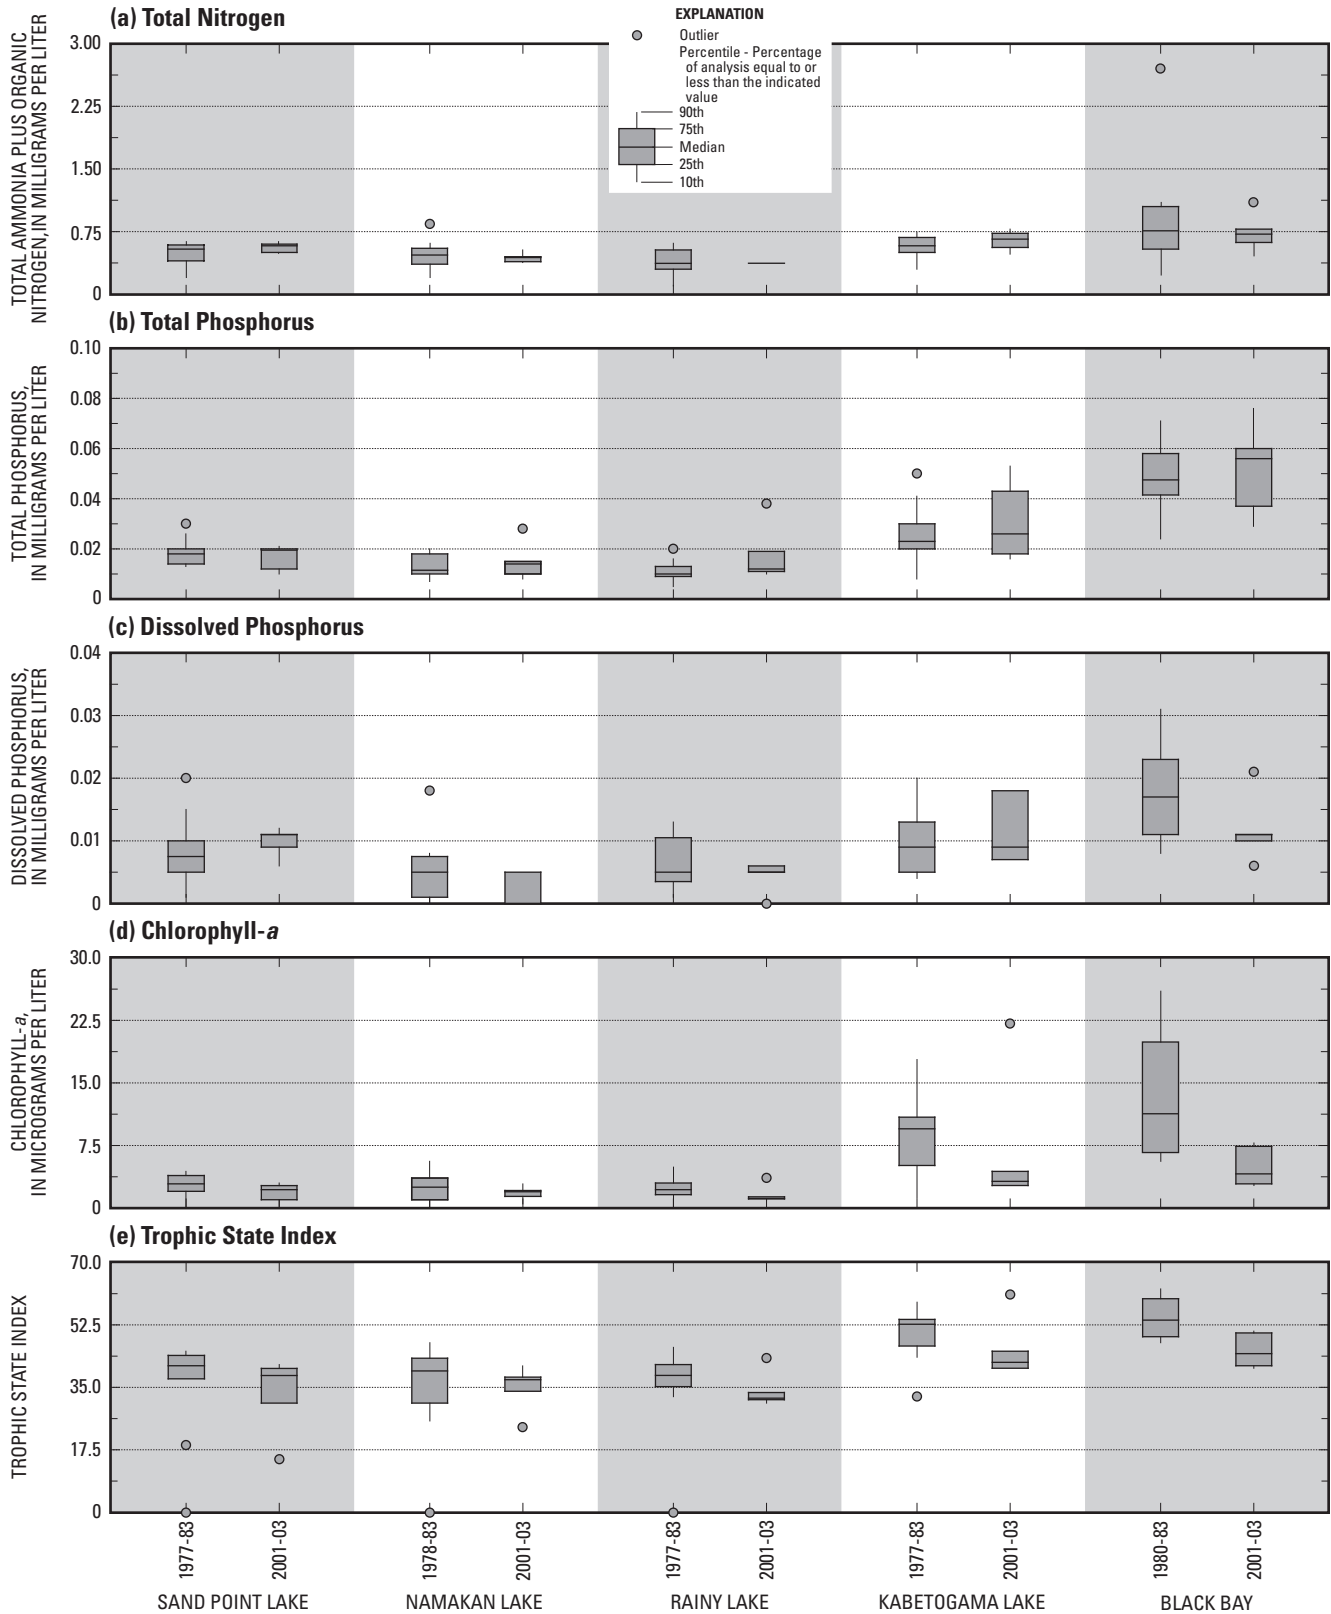 (a) Total Nitrogen
EXPLANATION
Outlier
Percentile - Percentage
of analysis equal to or
less than the indicated
value
90th
75th
Median
25th
10th
TOTAL AMMONIA PLUS ORGANIC
NITROGEN,IN MILLIGRAMS PER LITER
3.00
2.25
1.50
0.75
0
(b) Total Phosphorus
TOTAL PHOSPHORUS,
IN MILLIGRAMS PER LITER
0.10
0.08
0.06
0.04
0.02
0
(c) Dissolved Phosphorus
DISSOLVED PHOSPHORUS,
IN MILLIGRAMS PER LITER
0.04
0.03
0.02
0.01
0
(d) Chlorophyll-a
CHLOROPHYLL-a,
IN MICROGRAMS PER LITER
30.0
22.5
15.0
7.5
0
(e) Trophic State Index
TROPHIC STATE INDEX
70.0
52.5
35.0
17.5
0
1977-83
2001-03
1978-83
2001-03
1977-83
2001-03
1977-83
2001-03
1980-83
2001-03
SAND POINT LAKE
NAMAKAN LAKE
RAINY LAKE
KABETOGAMA LAKE
BLACK BAY